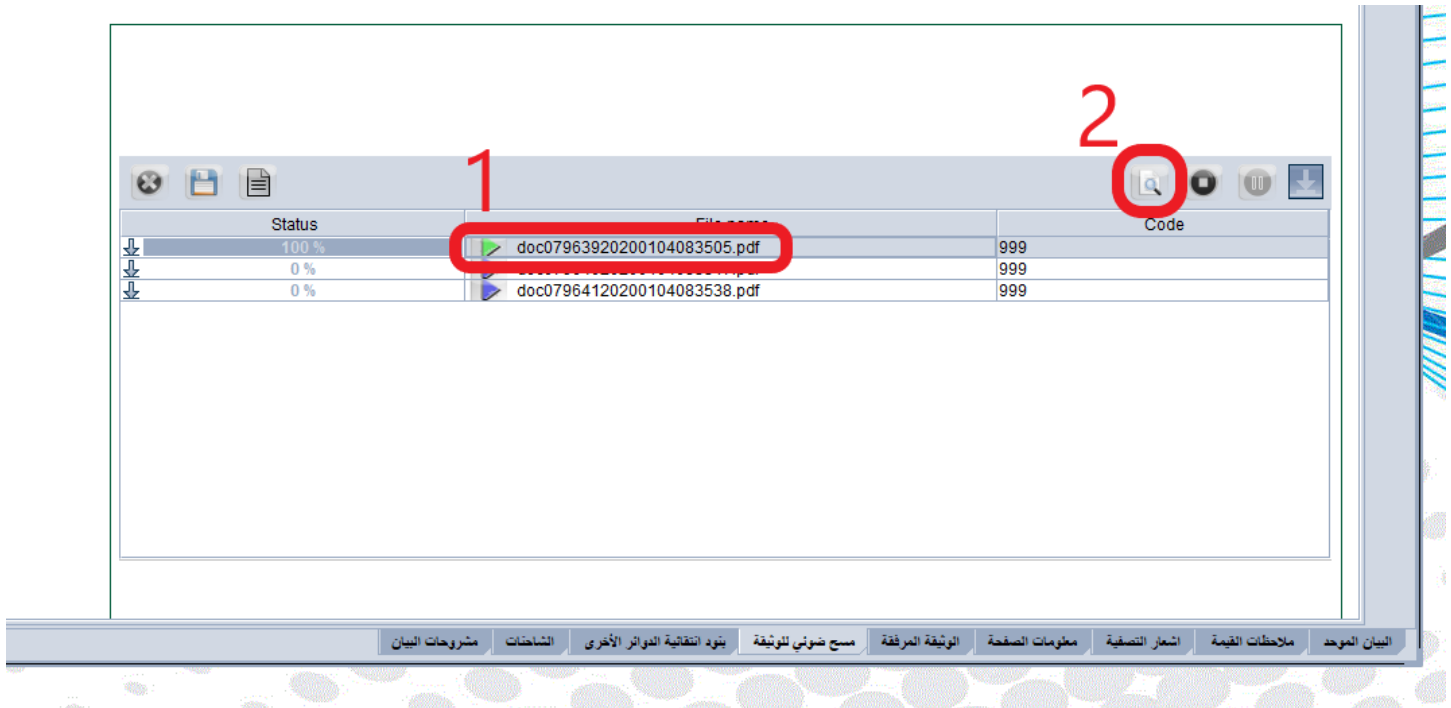 2
1
Status File name Code
100 % doc07963920200104083505.pdf 999
0 % 999
0 % doc07964120200104083538.pdf 999
البيان الموحد ملاحظات القيمة اشعار التصفية معلومات الصفحة الوثيقة المرفقة مسح ضوئي للوثيقة بنود انتقائية الدوائر الأخرى الشاحنات مشروحات البيان